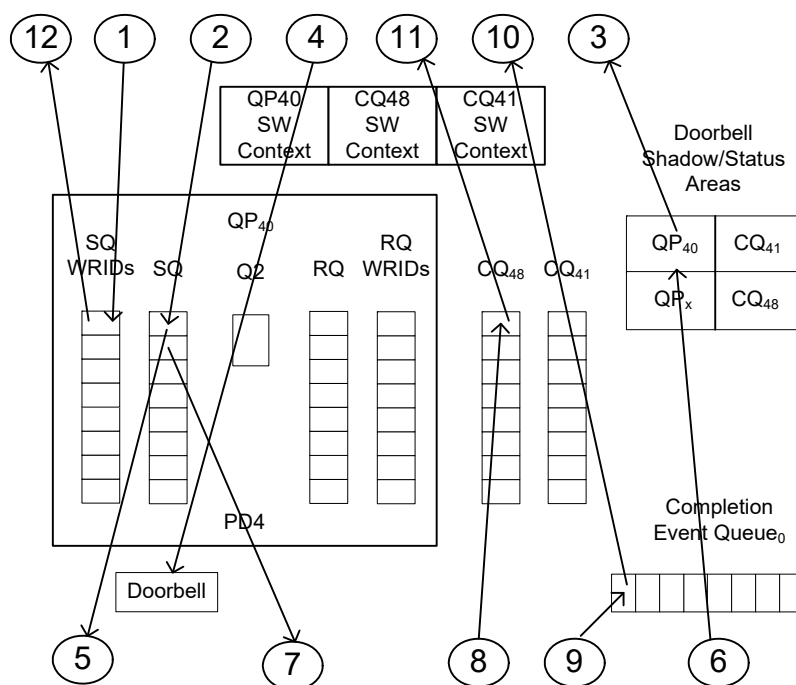 12 1 2 4 11 10 3
QP40 CQ48 CQ41
SW SW SW
Context Context Context
Doorbell
Shadow/Status
Areas
QP40
SQ
WRIDs
SQ
Q2
RQ
RQ
WRIDs
CQ48
CQ41
QP40 CQ41
QPx CQ48
PD4
Completion
Event Queue0
Doorbell
5 7 8 9 6